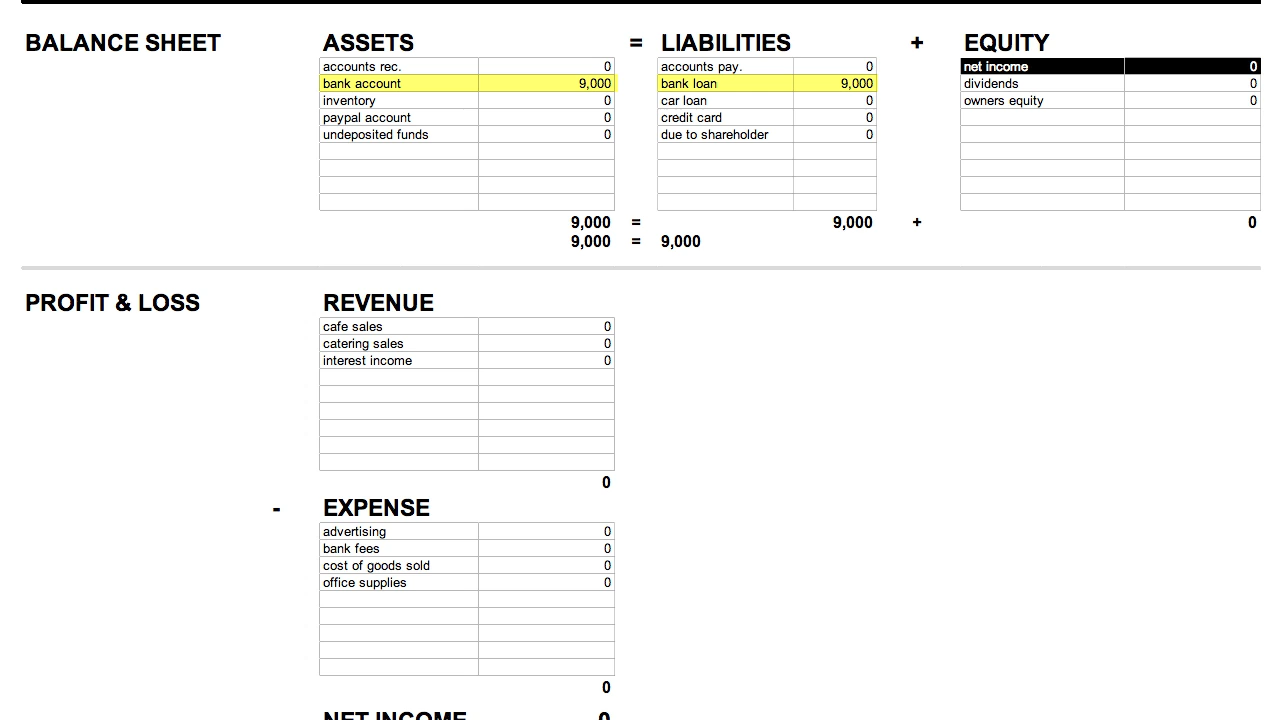 BALANCE SHEET ASSETS = LIABILITIES + EQUITY
accounts rec. 0 accounts pay. 0 net income 0
bank account 9,000 bank loan 9,000 dividends 0
inventory 0 car loan 0 owners equity 0
paypal account 0 credit card 0
undeposited funds 0 due to shareholder 0
9,000 = 9,000 + 0
9,000 = 9,000
PROFIT & LOSS REVENUE
cafe sales 0
catering sales 0
interest income 0
0
- EXPENSE
advertising 0
bank fees 0
cost of goods sold 0
office supplies 0
0
NET INCOME 0